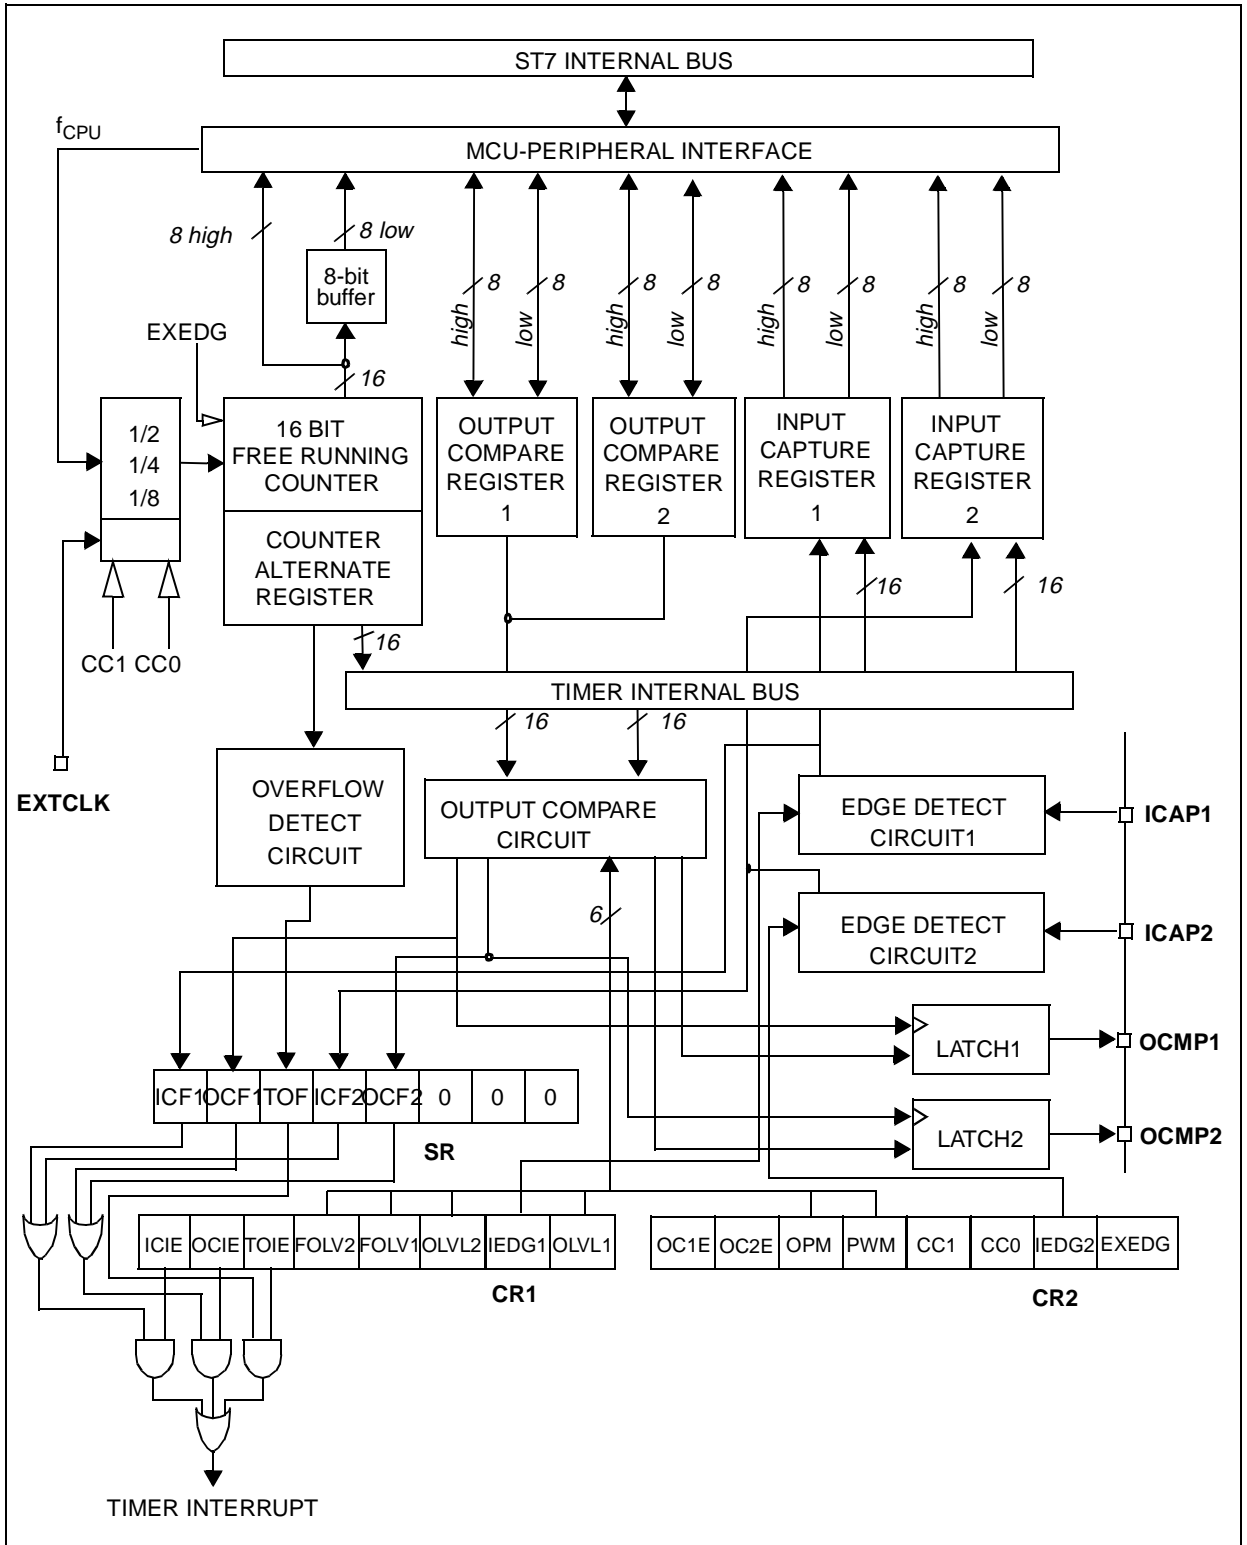 ST7 INTERNAL BUS
fCPU
MCU-PERIPHERAL INTERFACE
8 high
8 low
8-bit
buffer
8
8
8
8
8
8
8
8
high
low
high
low
high
low
high
low
EXEDG
16
1/2
1/4
1/8
16 BIT
FREE RUNNING
COUNTER
OUTPUT
COMPARE
REGISTER
1
OUTPUT
COMPARE
REGISTER
2
INPUT
CAPTURE
REGISTER
1
INPUT
CAPTURE
REGISTER
2
COUNTER
ALTERNATE
REGISTER
16
16
CC1 CC0
16
TIMER INTERNAL BUS
16
16
EXTCLK
OVERFLOW
DETECT
CIRCUIT
OUTPUT COMPARE
CIRCUIT
EDGE DETECT
CIRCUIT1
ICAP1
6
EDGE DETECT
CIRCUIT2
ICAP2
LATCH1
OCMP1
ICF1 OCF1 TOF ICF2 OCF2 0 0 0
SR
LATCH2
OCMP2
ICIE OCIE TOIE FOLV2 FOLV1 OLVL2 IEDG1 OLVL1
CR1
OC1E OC2E OPM PWM CC1 CC0 IEDG2 EXEDG
CR2
TIMER INTERRUPT